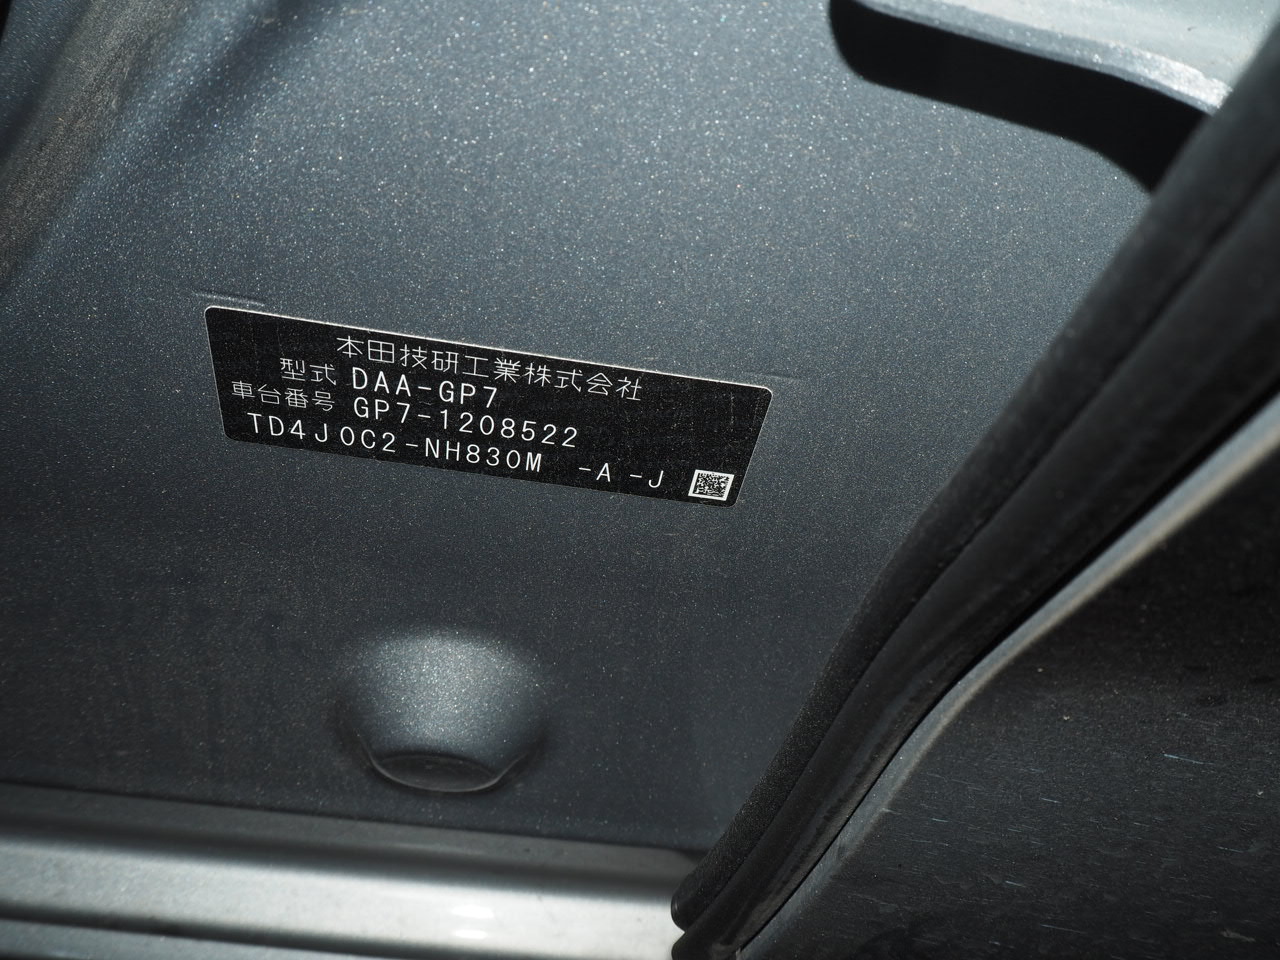 本田技研工業株式会社
型式 DAA-GP7
車台番号 GP7-1208522
TD4J0C2-NH830M -A -J